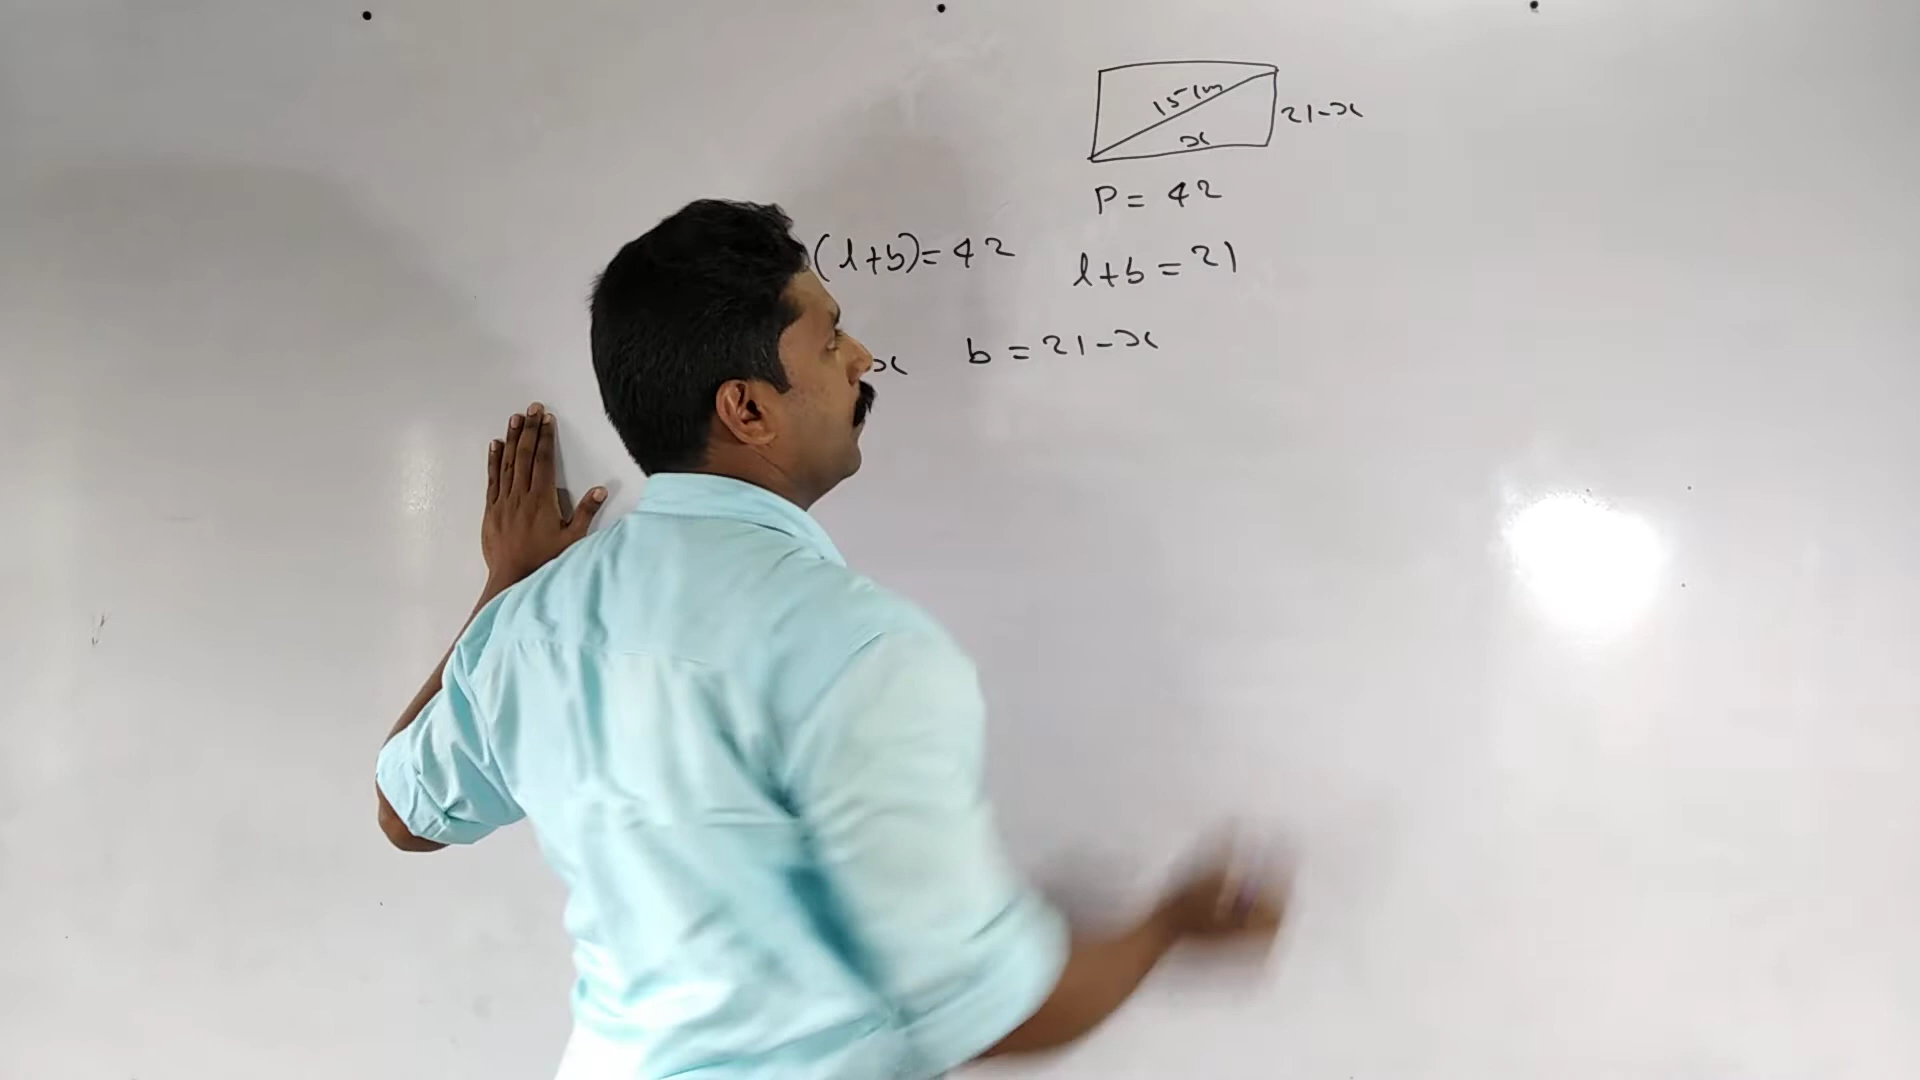 15 cm
x
21-x
P = 42
(l+b)=42
l+b = 21
x
b = 21-x